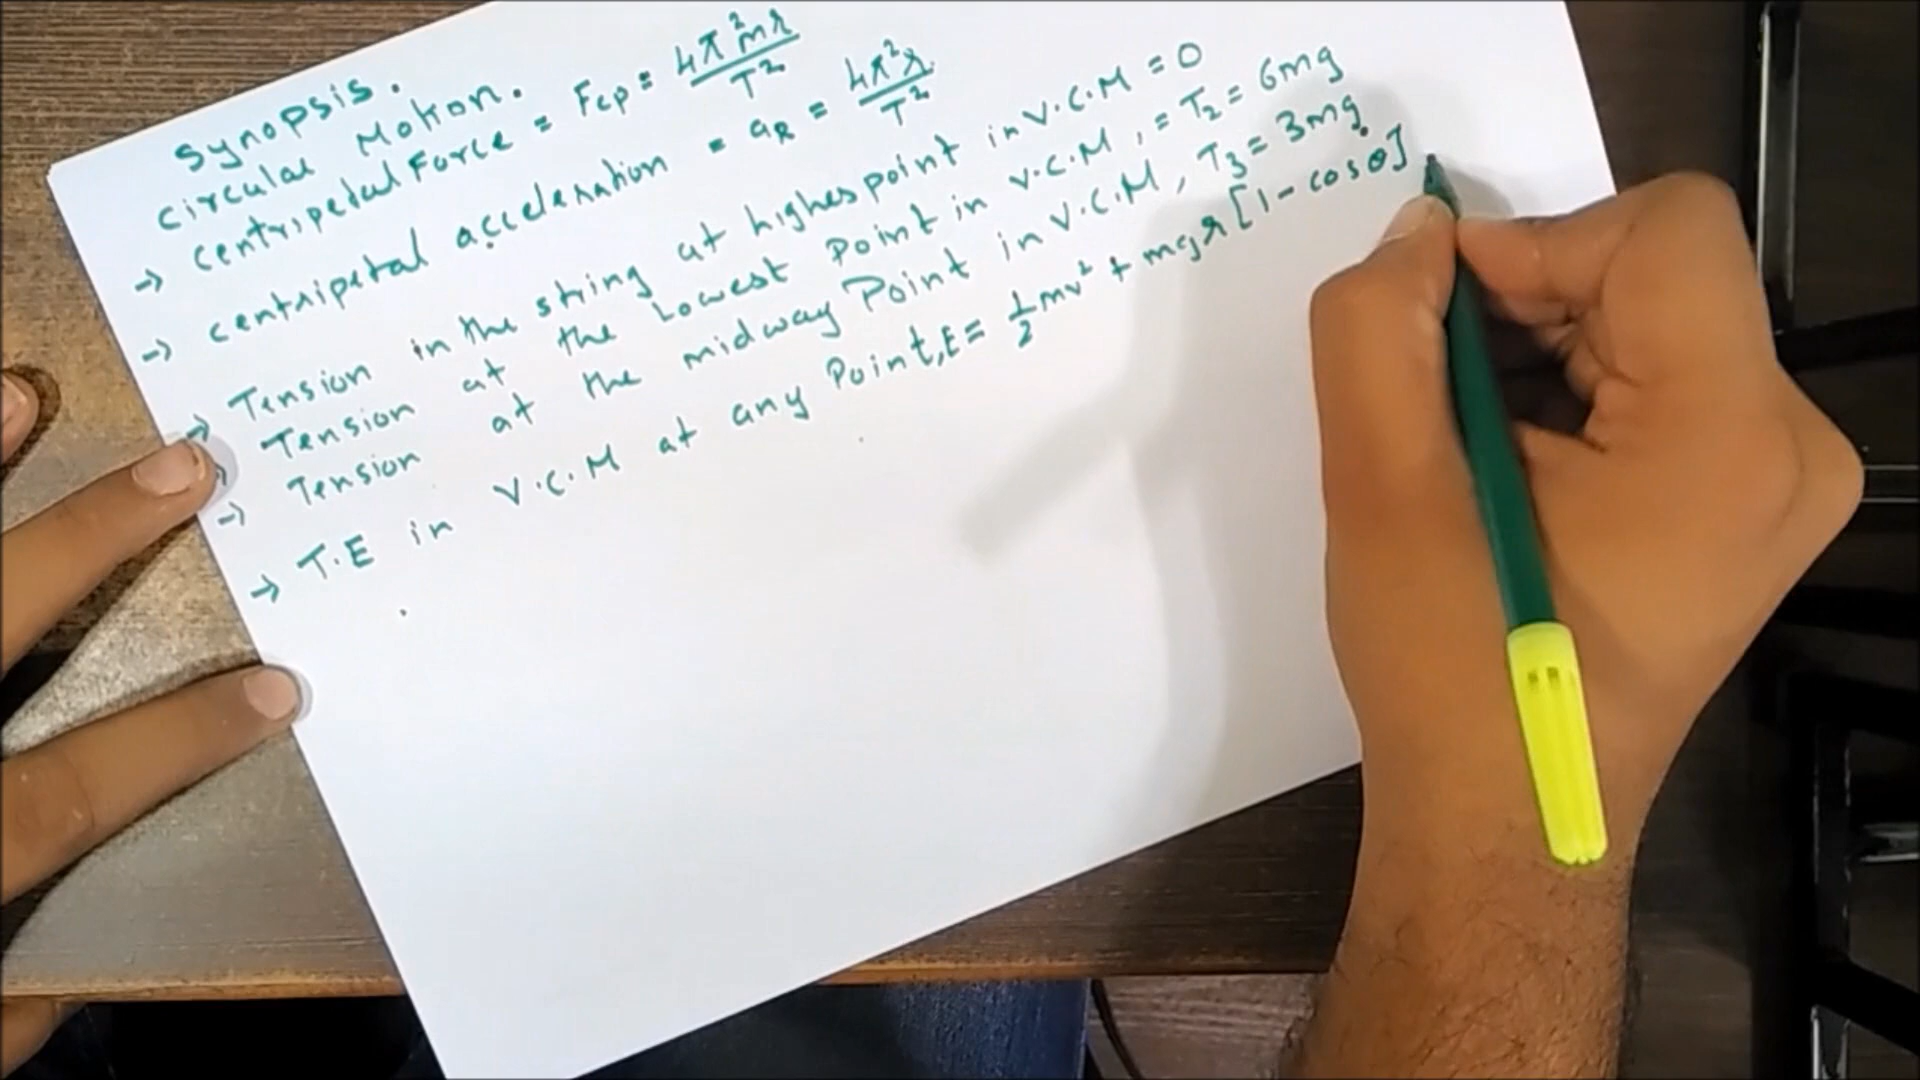 Synopsis.
Circular Motion.
→ Centripetal Force = Fcp = 4π²mr/T²
→ centripetal acceleration = aR = 4π²r/T²
→ Tension in the string at highes point in V.C.M = 0
→ Tension at the Lowest Point in V.C.M, = T₂ = 6mg
→ Tension at the midway Point in V.C.M, T₃ = 3mg
→ T.E in V.C.M at any Point, E = 1/2 mv² + mgr[1 - cosθ]